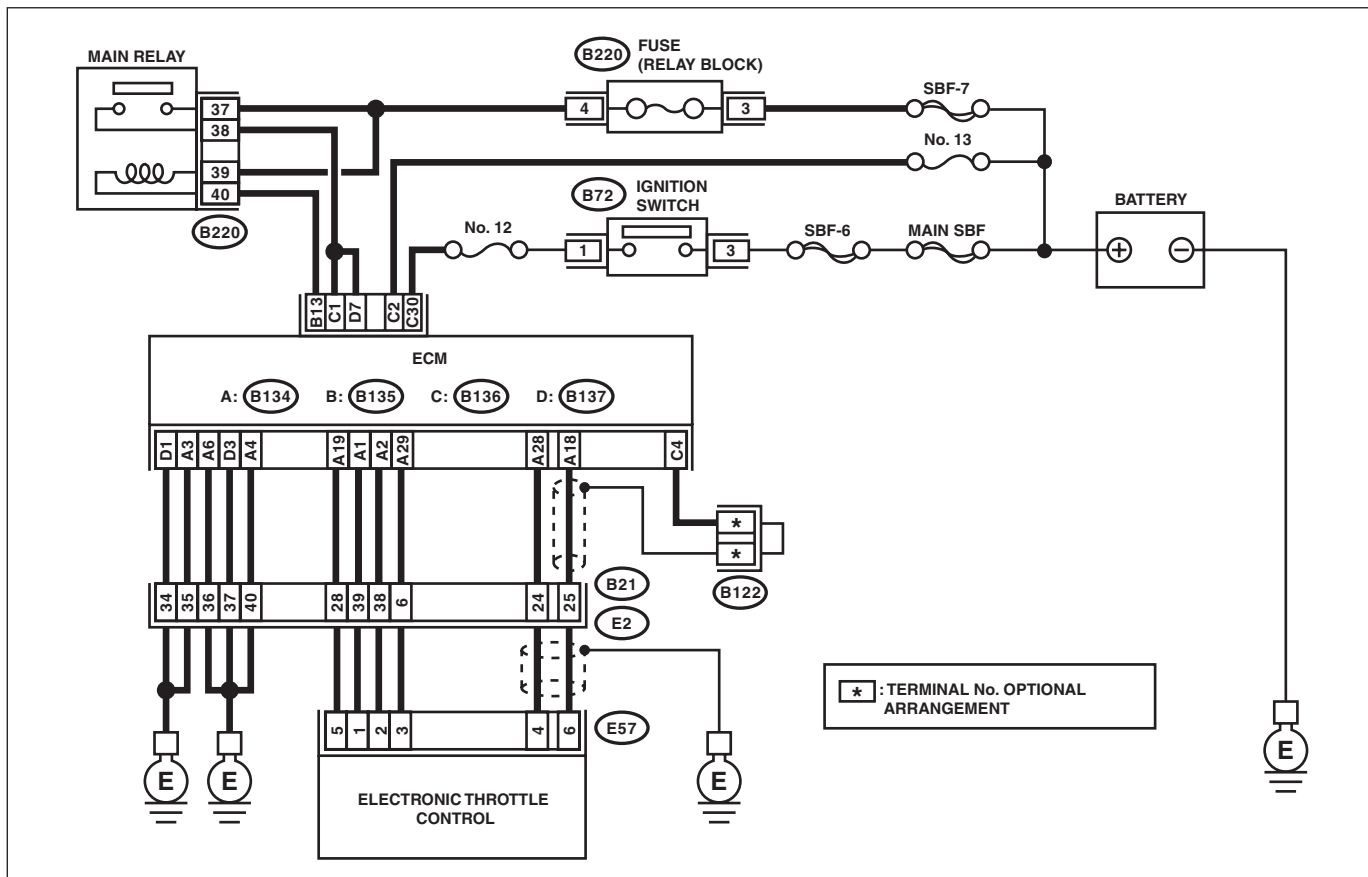 MAIN RELAY
B220
FUSE
(RELAY BLOCK)
37
38
39
40
B220
4
3
SBF-7
No. 13
B72
IGNITION
SWITCH
No. 12
1
3
SBF-6
MAIN SBF
BATTERY
+
−
B13
C1
D7
C2
C30
ECM
A: B134
B: B135
C: B136
D: B137
D1
A3
A6
D3
A4
A19
A1
A2
A29
A28
A18
C4
*
*
B122
34
35
36
37
40
28
39
38
6
24
25
B21
E2
5
1
2
3
4
6
E57
ELECTRONIC THROTTLE
CONTROL
E
E
E
E
* : TERMINAL No. OPTIONAL
ARRANGEMENT